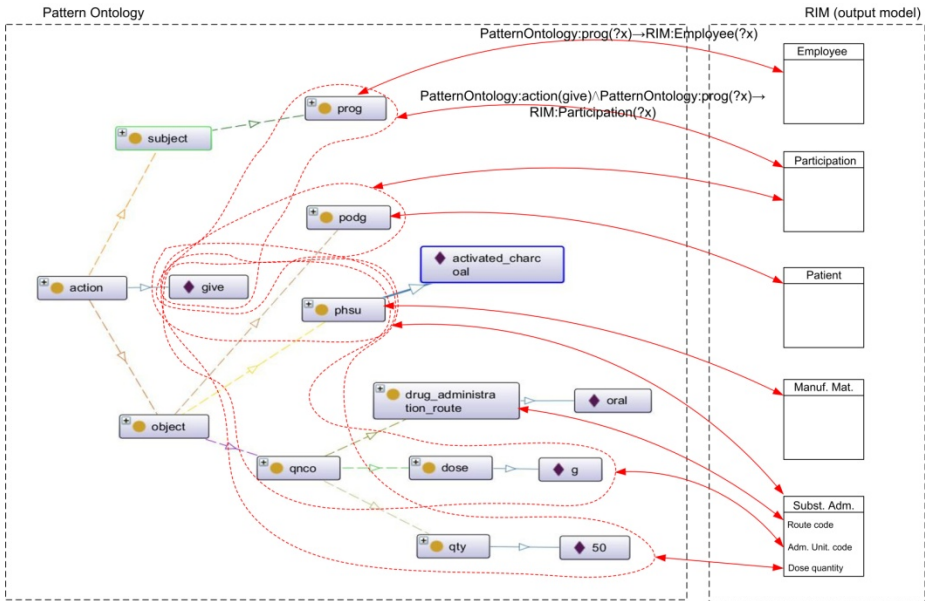 Pattern Ontology
RIM (output model)
PatternOntology:prog(?x)→RIM:Employee(?x)
Employee
prog
PatternOntology:action(give)∧PatternOntology:prog(?x)→
RIM:Participation(?x)
subject
Participation
podg
activated_charc
oal
action
give
Patient
phsu
drug_administra
tion_route
oral
Manuf. Mat.
object
qnco
dose
g
Subst. Adm.
Route code
qty
50
Adm. Unit. code
Dose quantity